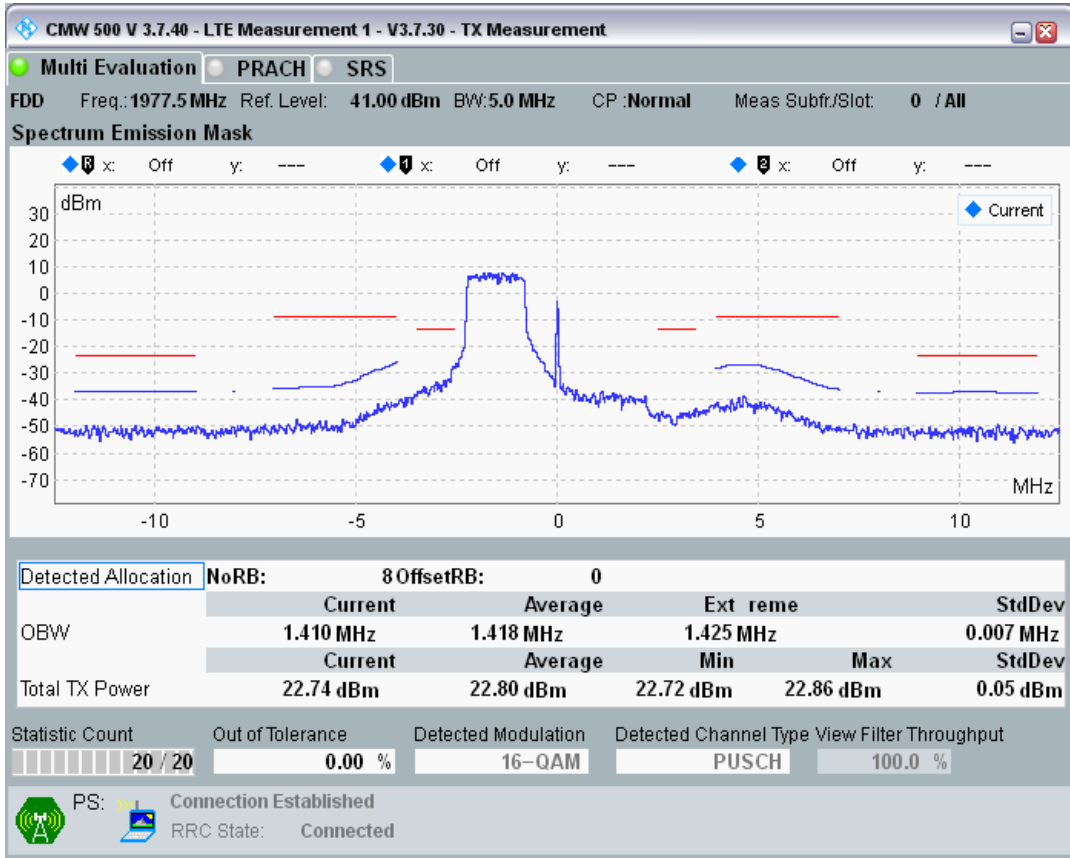 CMW 500 V 3.7.40 - LTE Measurement 1 - V3.7.30 - TX Measurement
Multi Evaluation PRACH SRS
FDD Freq.: 1977.5 MHz Ref. Level: 41.00 dBm BW: 5.0 MHz CP : Normal Meas Subfr./Slot: 0 / All
Spectrum Emission Mask
R x: Off y: --- 1 x: Off y: --- 2 x: Off y: ---
dBm
Current
30
20
10
0
-10
-20
-30
-40
-50
-60
-70
MHz
-10 -5 0 5 10
Detected Allocation NoRB: 8 OffsetRB: 0
Current Average Ext reme StdDev
OBW 1.410 MHz 1.418 MHz 1.425 MHz 0.007 MHz
Current Average Min Max StdDev
Total TX Power 22.74 dBm 22.80 dBm 22.72 dBm 22.86 dBm 0.05 dBm
Statistic Count Out of Tolerance Detected Modulation Detected Channel Type View Filter Throughput
20 / 20 0.00 % 16-QAM PUSCH 100.0 %
PS: Connection Established
RRC State: Connected